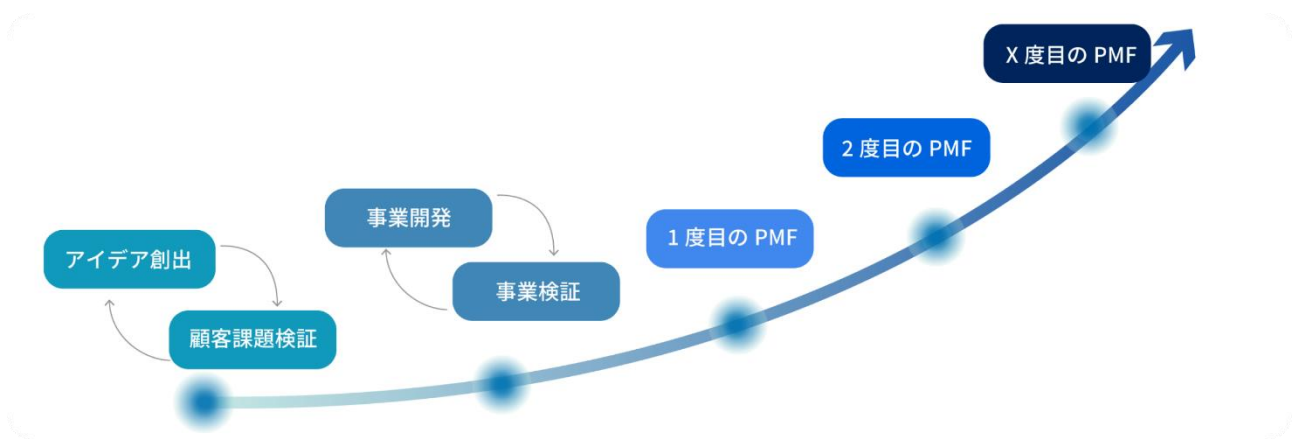 アイデア創出
顧客課題検証
事業開発
事業検証
1 度目の PMF
2 度目の PMF
X 度目の PMF